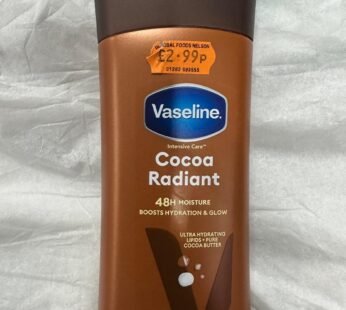 GLOBAL FOODS NELSON
£2.99p
Vaseline.
Intensive Care™
Cocoa
Radiant
48H MOISTURE
BOOSTS HYDRATION & GLOW
ULTRA HYDRATING
LIPIDS + PURE
COCOA BUTTER